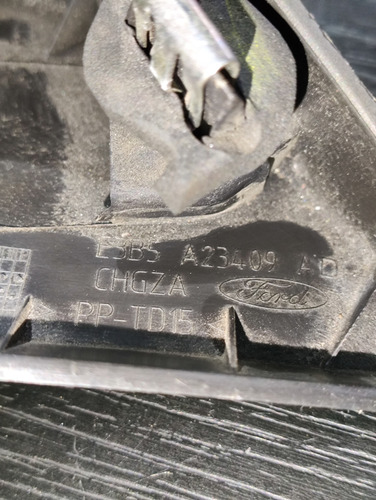 E3B5 A23409 AD
CHGZA Ford
PP-TD15